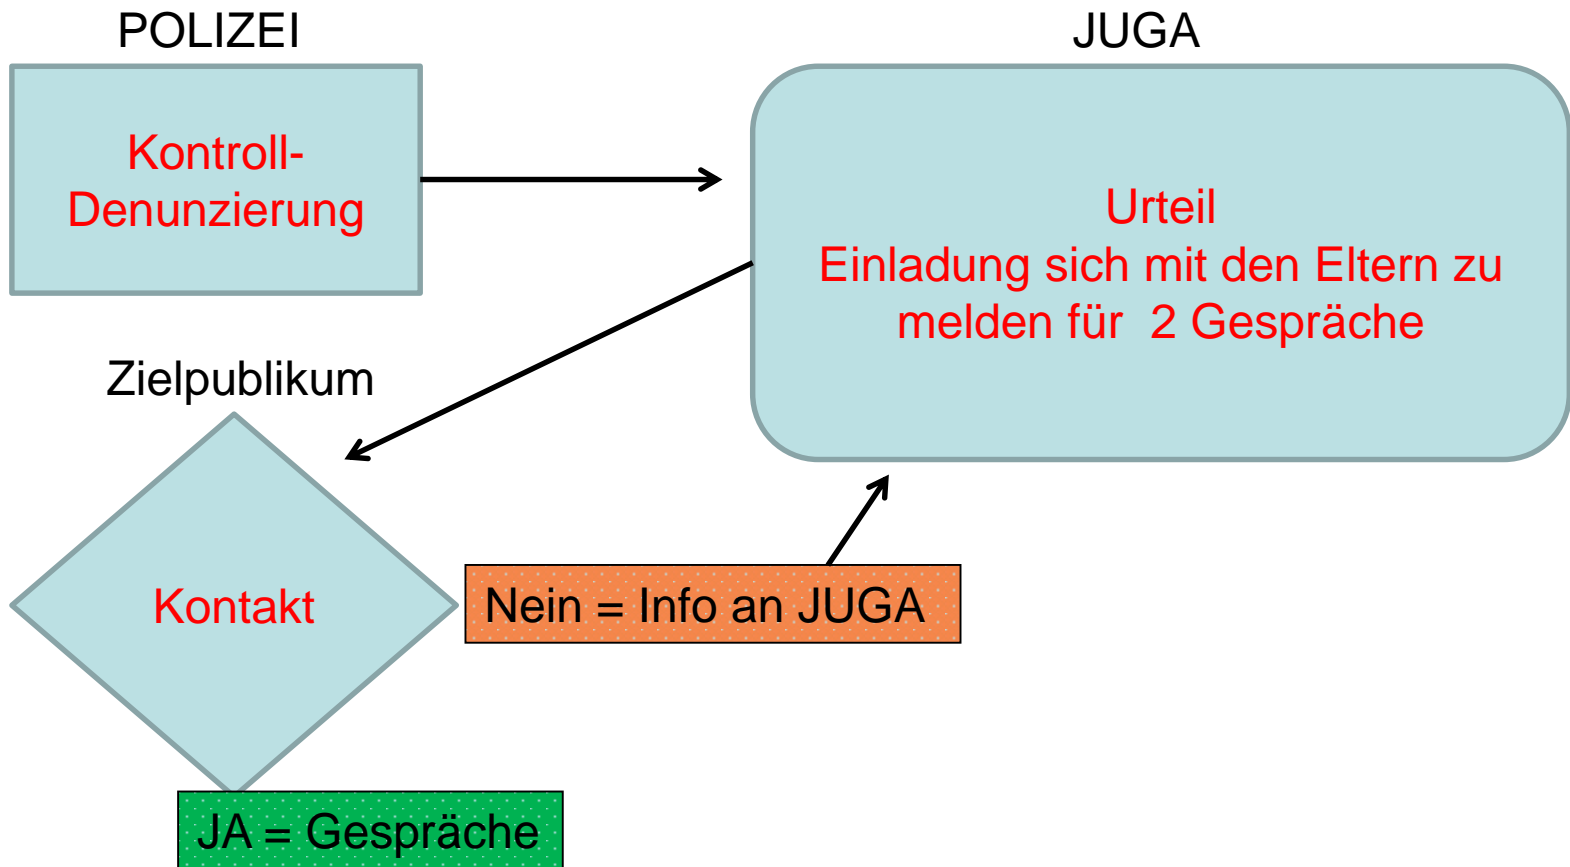 POLIZEI
JUGA
Kontroll-
Denunzierung
Urteil
Einladung sich mit den Eltern zu
melden für 2 Gespräche
Zielpublikum
Kontakt
Nein = Info an JUGA
JA = Gespräche